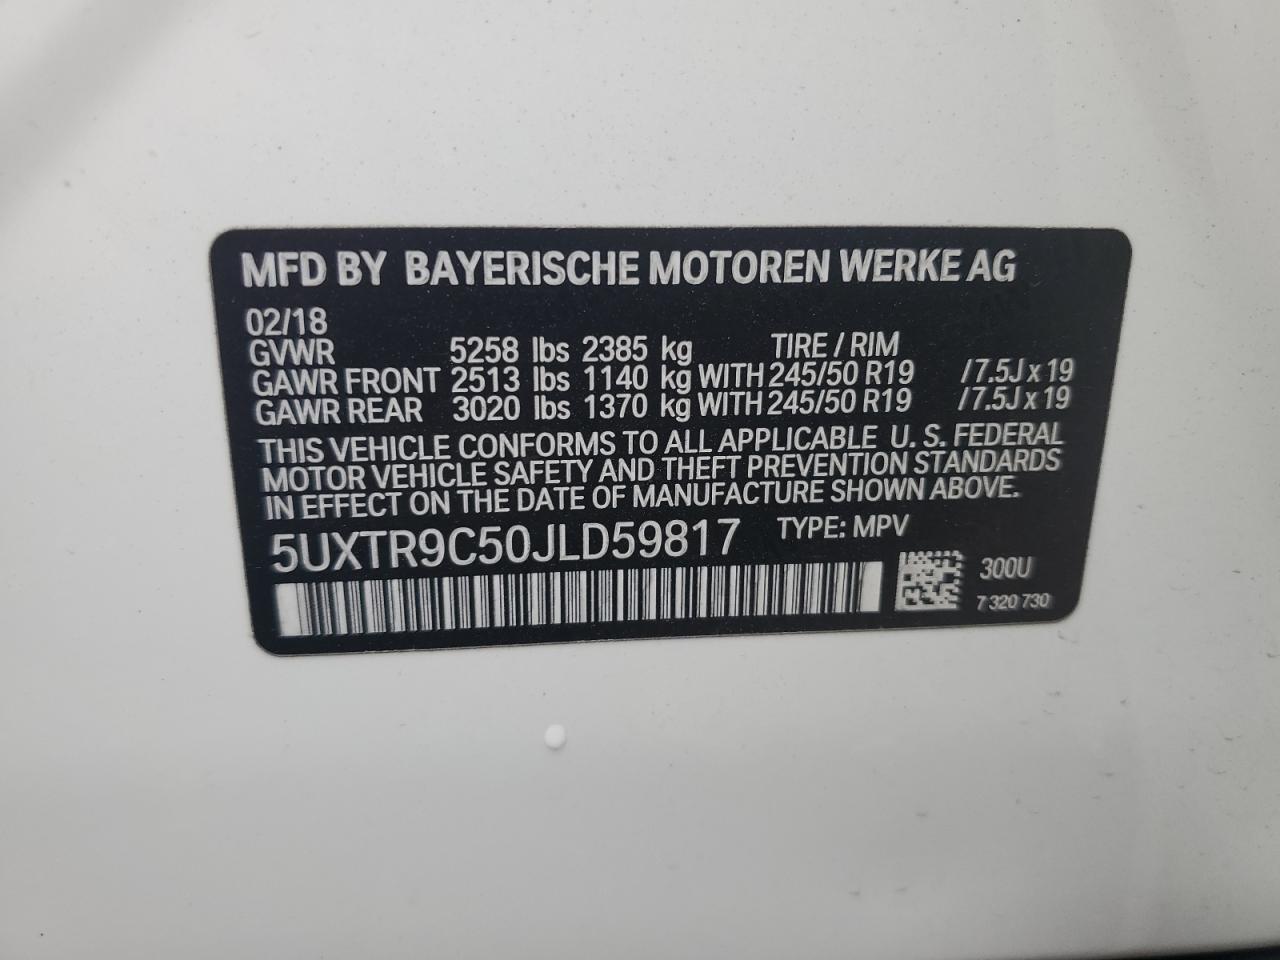 MFD BY BAYERISCHE MOTOREN WERKE AG
02/18
GVWR 5258 lbs 2385 kg TIRE / RIM
GAWR FRONT 2513 lbs 1140 kg WITH 245/50 R19 /7.5J x 19
GAWR REAR 3020 lbs 1370 kg WITH 245/50 R19 /7.5J x 19
THIS VEHICLE CONFORMS TO ALL APPLICABLE U. S. FEDERAL
MOTOR VEHICLE SAFETY AND THEFT PREVENTION STANDARDS
IN EFFECT ON THE DATE OF MANUFACTURE SHOWN ABOVE.
5UXTR9C50JLD59817 TYPE: MPV
300U
7 320 730